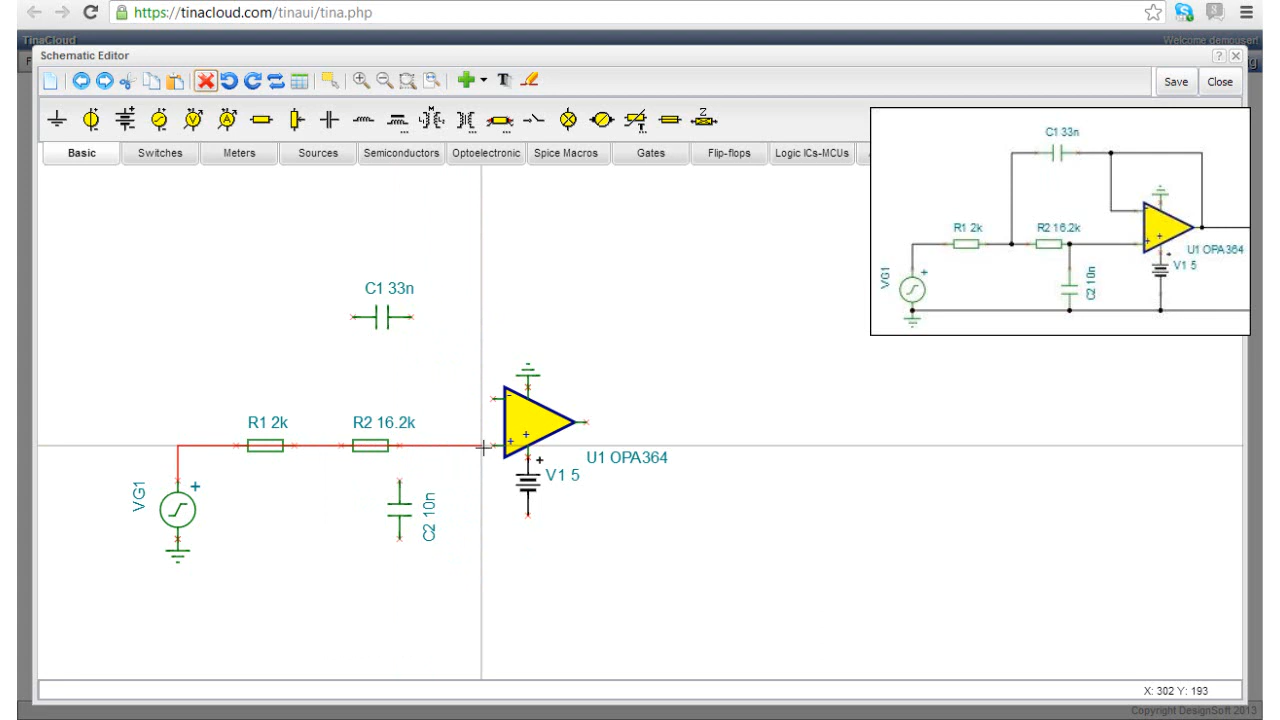 https://tinacloud.com/tinaui/tina.php
TinaCloud
Welcome demouser!
Schematic Editor
Save
Close
Basic
Switches
Meters
Sources
Semiconductors
Optoelectronic
Spice Macros
Gates
Flip-flops
Logic ICs-MCUs
C1 33n
R1 2k
R2 16.2k
U1 OPA364
V1 5
C2 10n
VG1
C1 33n
R1 2k
R2 16.2k
U1 OPA364
V1 5
VG1
C2 10n
X: 302 Y: 193
Copyright DesignSoft 2013